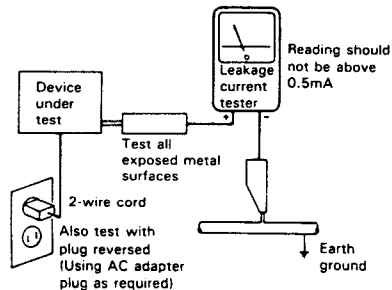 Device
under
test
Leakage
current
tester
+ -
Reading should
not be above
0.5mA
Test all
exposed metal
surfaces
2-wire cord
Also test with
plug reversed
(Using AC adapter
plug as required)
Earth
ground